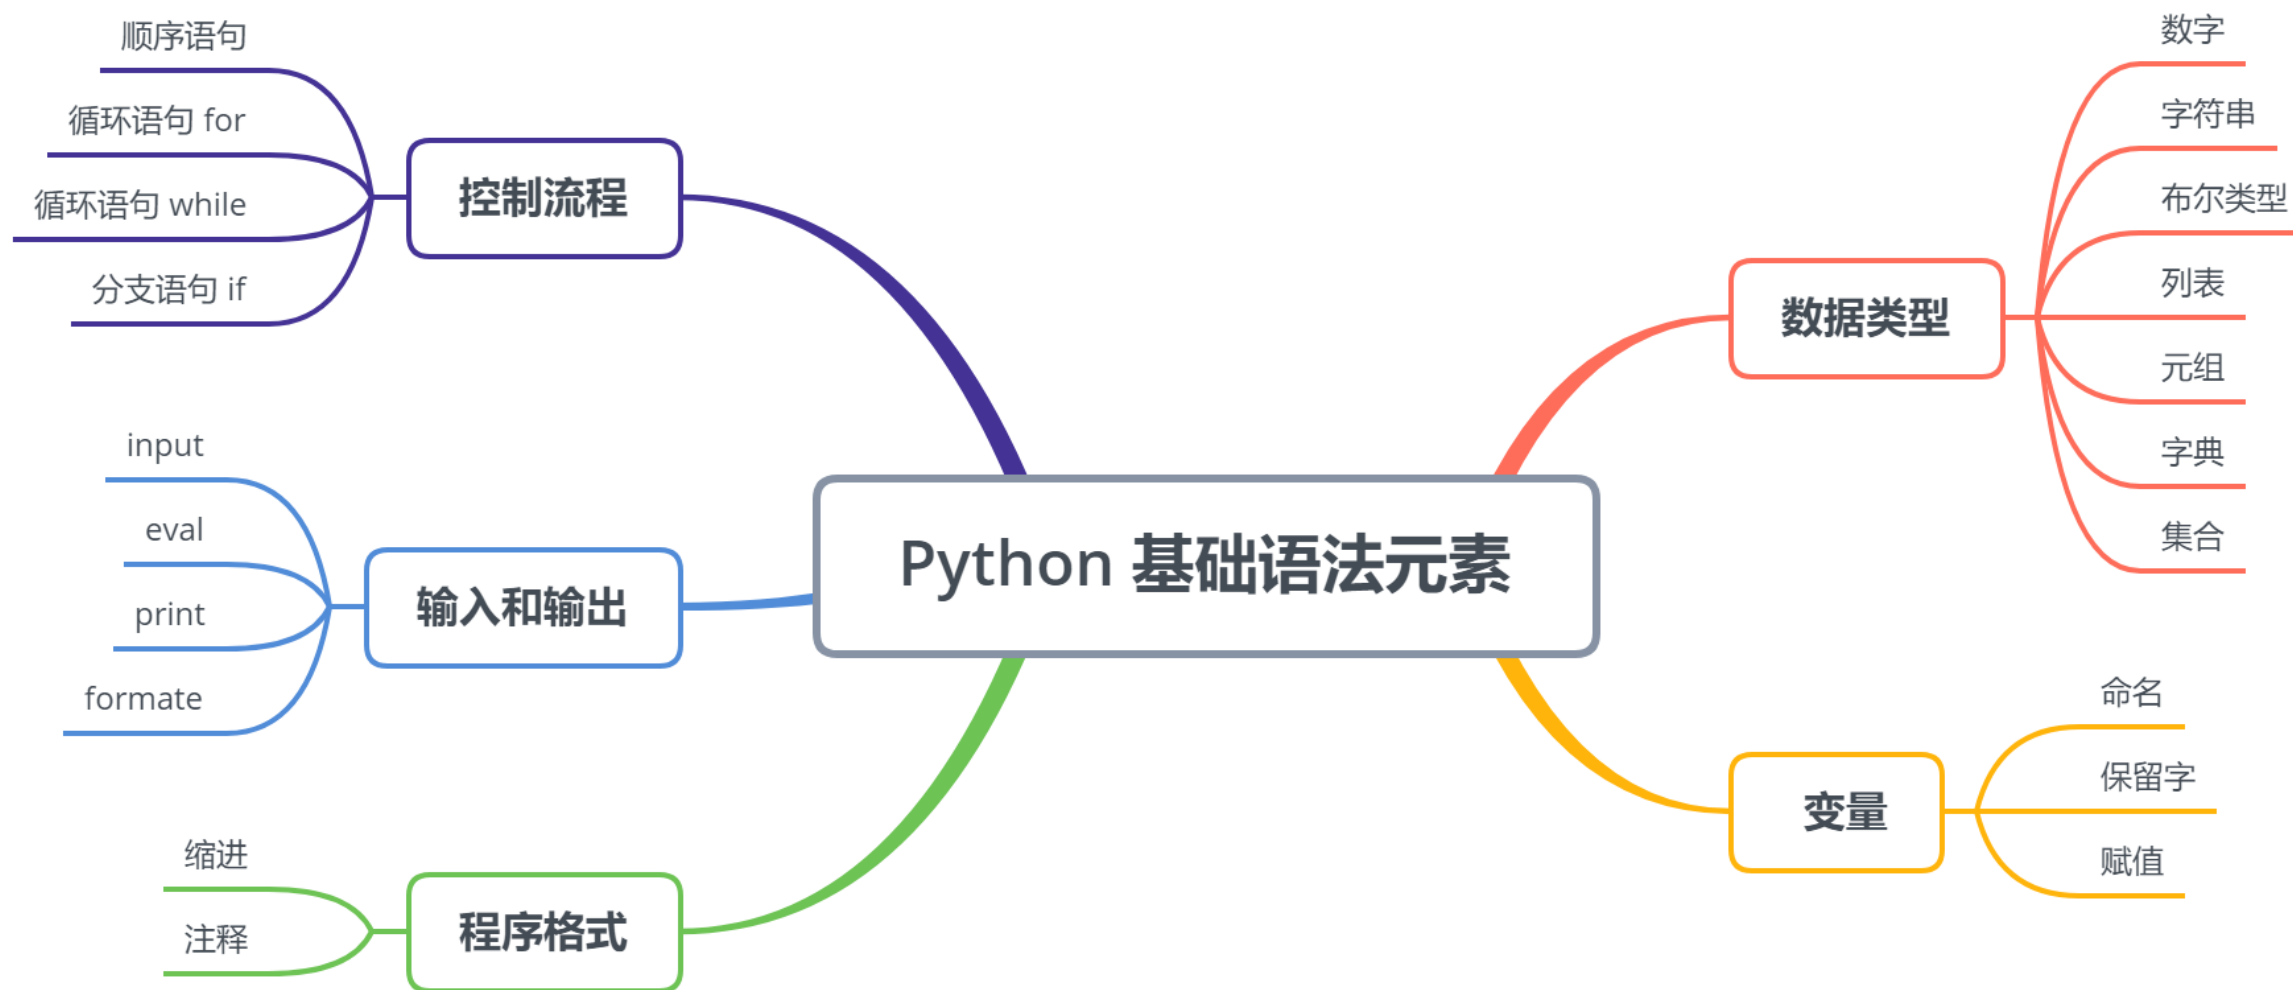 顺序语句
循环语句 for
循环语句 while
分支语句 if
控制流程
input
eval
print
formate
输入和输出
缩进
注释
程序格式
Python 基础语法元素
数据类型
数字
字符串
布尔类型
列表
元组
字典
集合
变量
命名
保留字
赋值